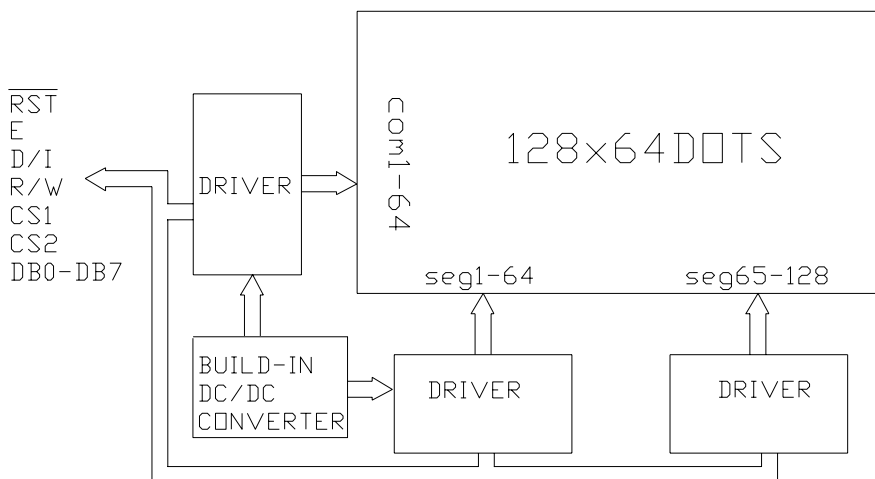 RST
E
D/I
R/W
CS1
CS2
DB0-DB7
DRIVER
com1-64
128x64DOTS
seg1-64
seg65-128
BUILD-IN
DC/DC
CONVERTER
DRIVER
DRIVER